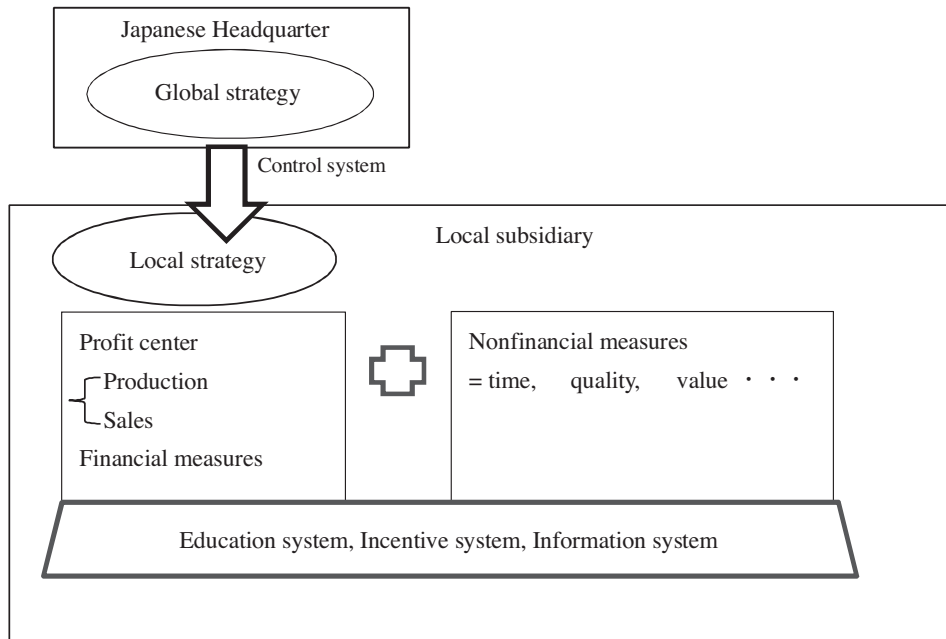 Japanese Headquarter
Global strategy
Control system
Local subsidiary
Local strategy
Profit center
Production
Sales
Financial measures
Nonfinancial measures
= time, quality, value ・・・
Education system, Incentive system, Information system